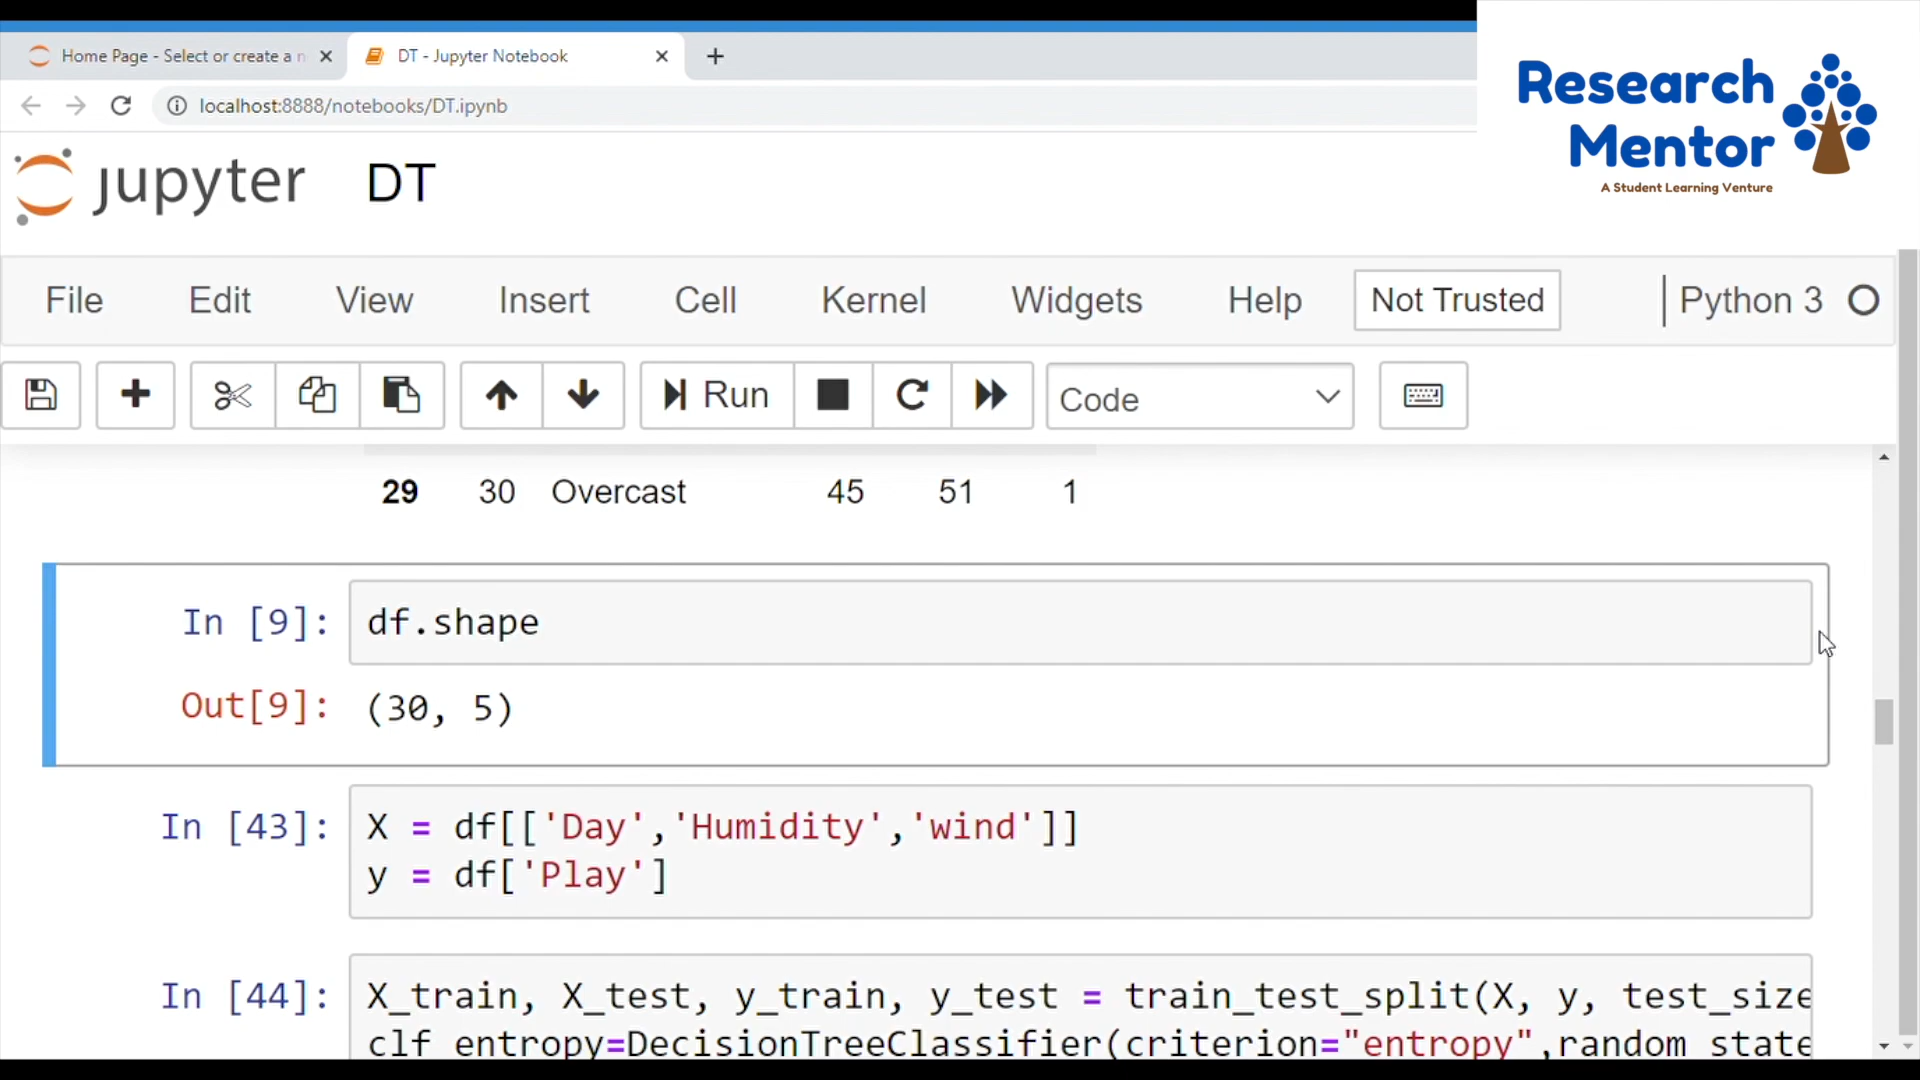 Home Page - Select or create a n
DT - Jupyter Notebook
localhost:8888/notebooks/DT.ipynb
Research
Mentor
A Student Learning Venture
jupyter DT
File Edit View Insert Cell Kernel Widgets Help Not Trusted Python 3
Run Code
29 30 Overcast 45 51 1
In [9]: df.shape
Out[9]: (30, 5)
In [43]: X = df[['Day','Humidity','wind']]
y = df['Play']
In [44]: X_train, X_test, y_train, y_test = train_test_split(X, y, test_size
clf_entropy=DecisionTreeClassifier(criterion="entropy",random_state